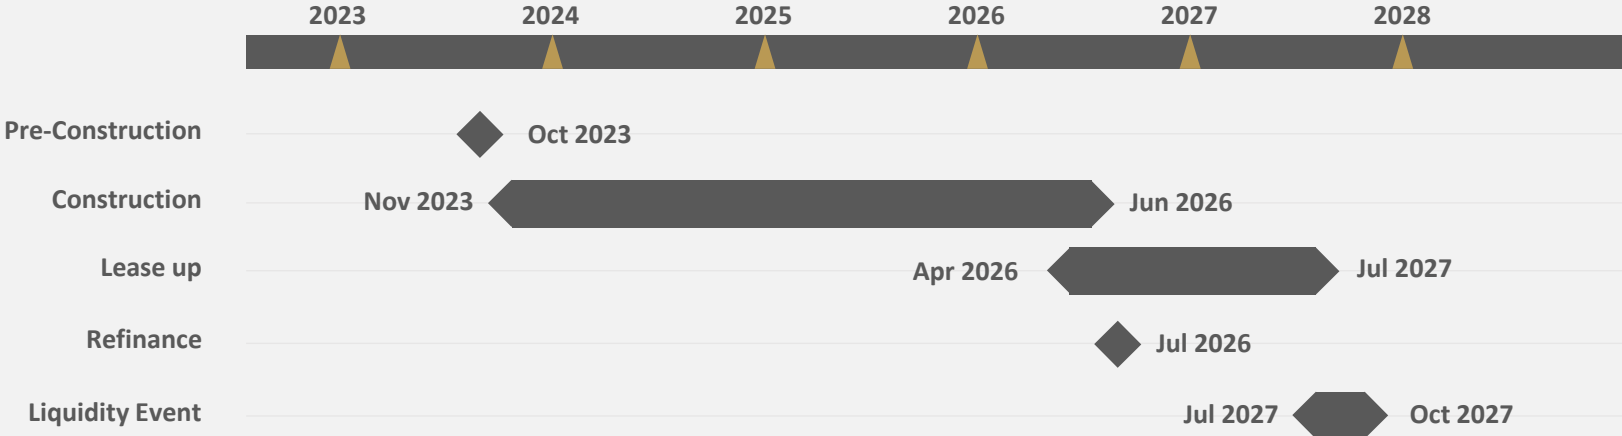 2023 2024 2025 2026 2027 2028
Pre-Construction Oct 2023
Construction Nov 2023 Jun 2026
Lease up Apr 2026 Jul 2027
Refinance Jul 2026
Liquidity Event Jul 2027 Oct 2027